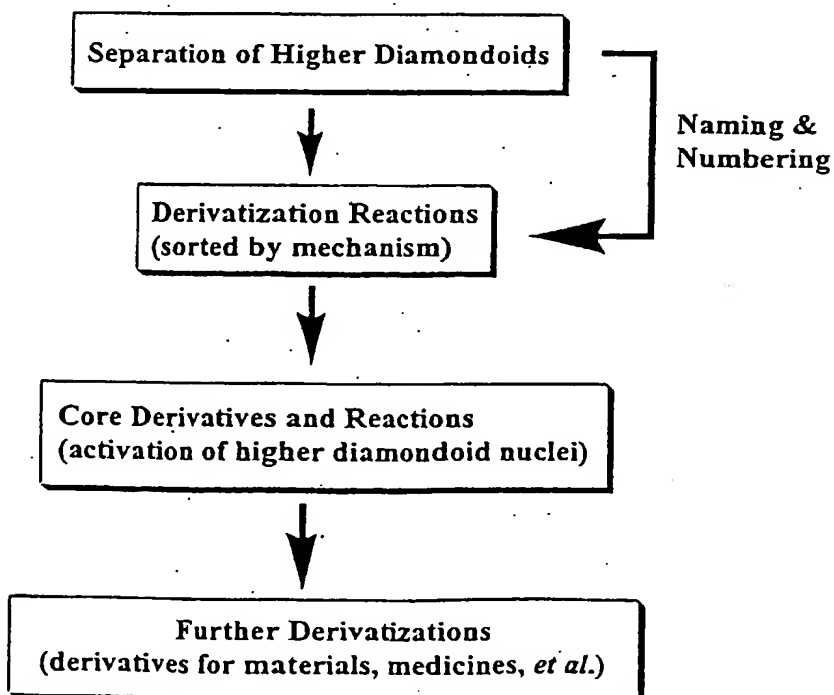 Separation of Higher Diamondoids
Naming &
Numbering
Derivatization Reactions
(sorted by mechanism)
Core Derivatives and Reactions
(activation of higher diamondoid nuclei)
Further Derivatizations
(derivatives for materials, medicines, et al.)